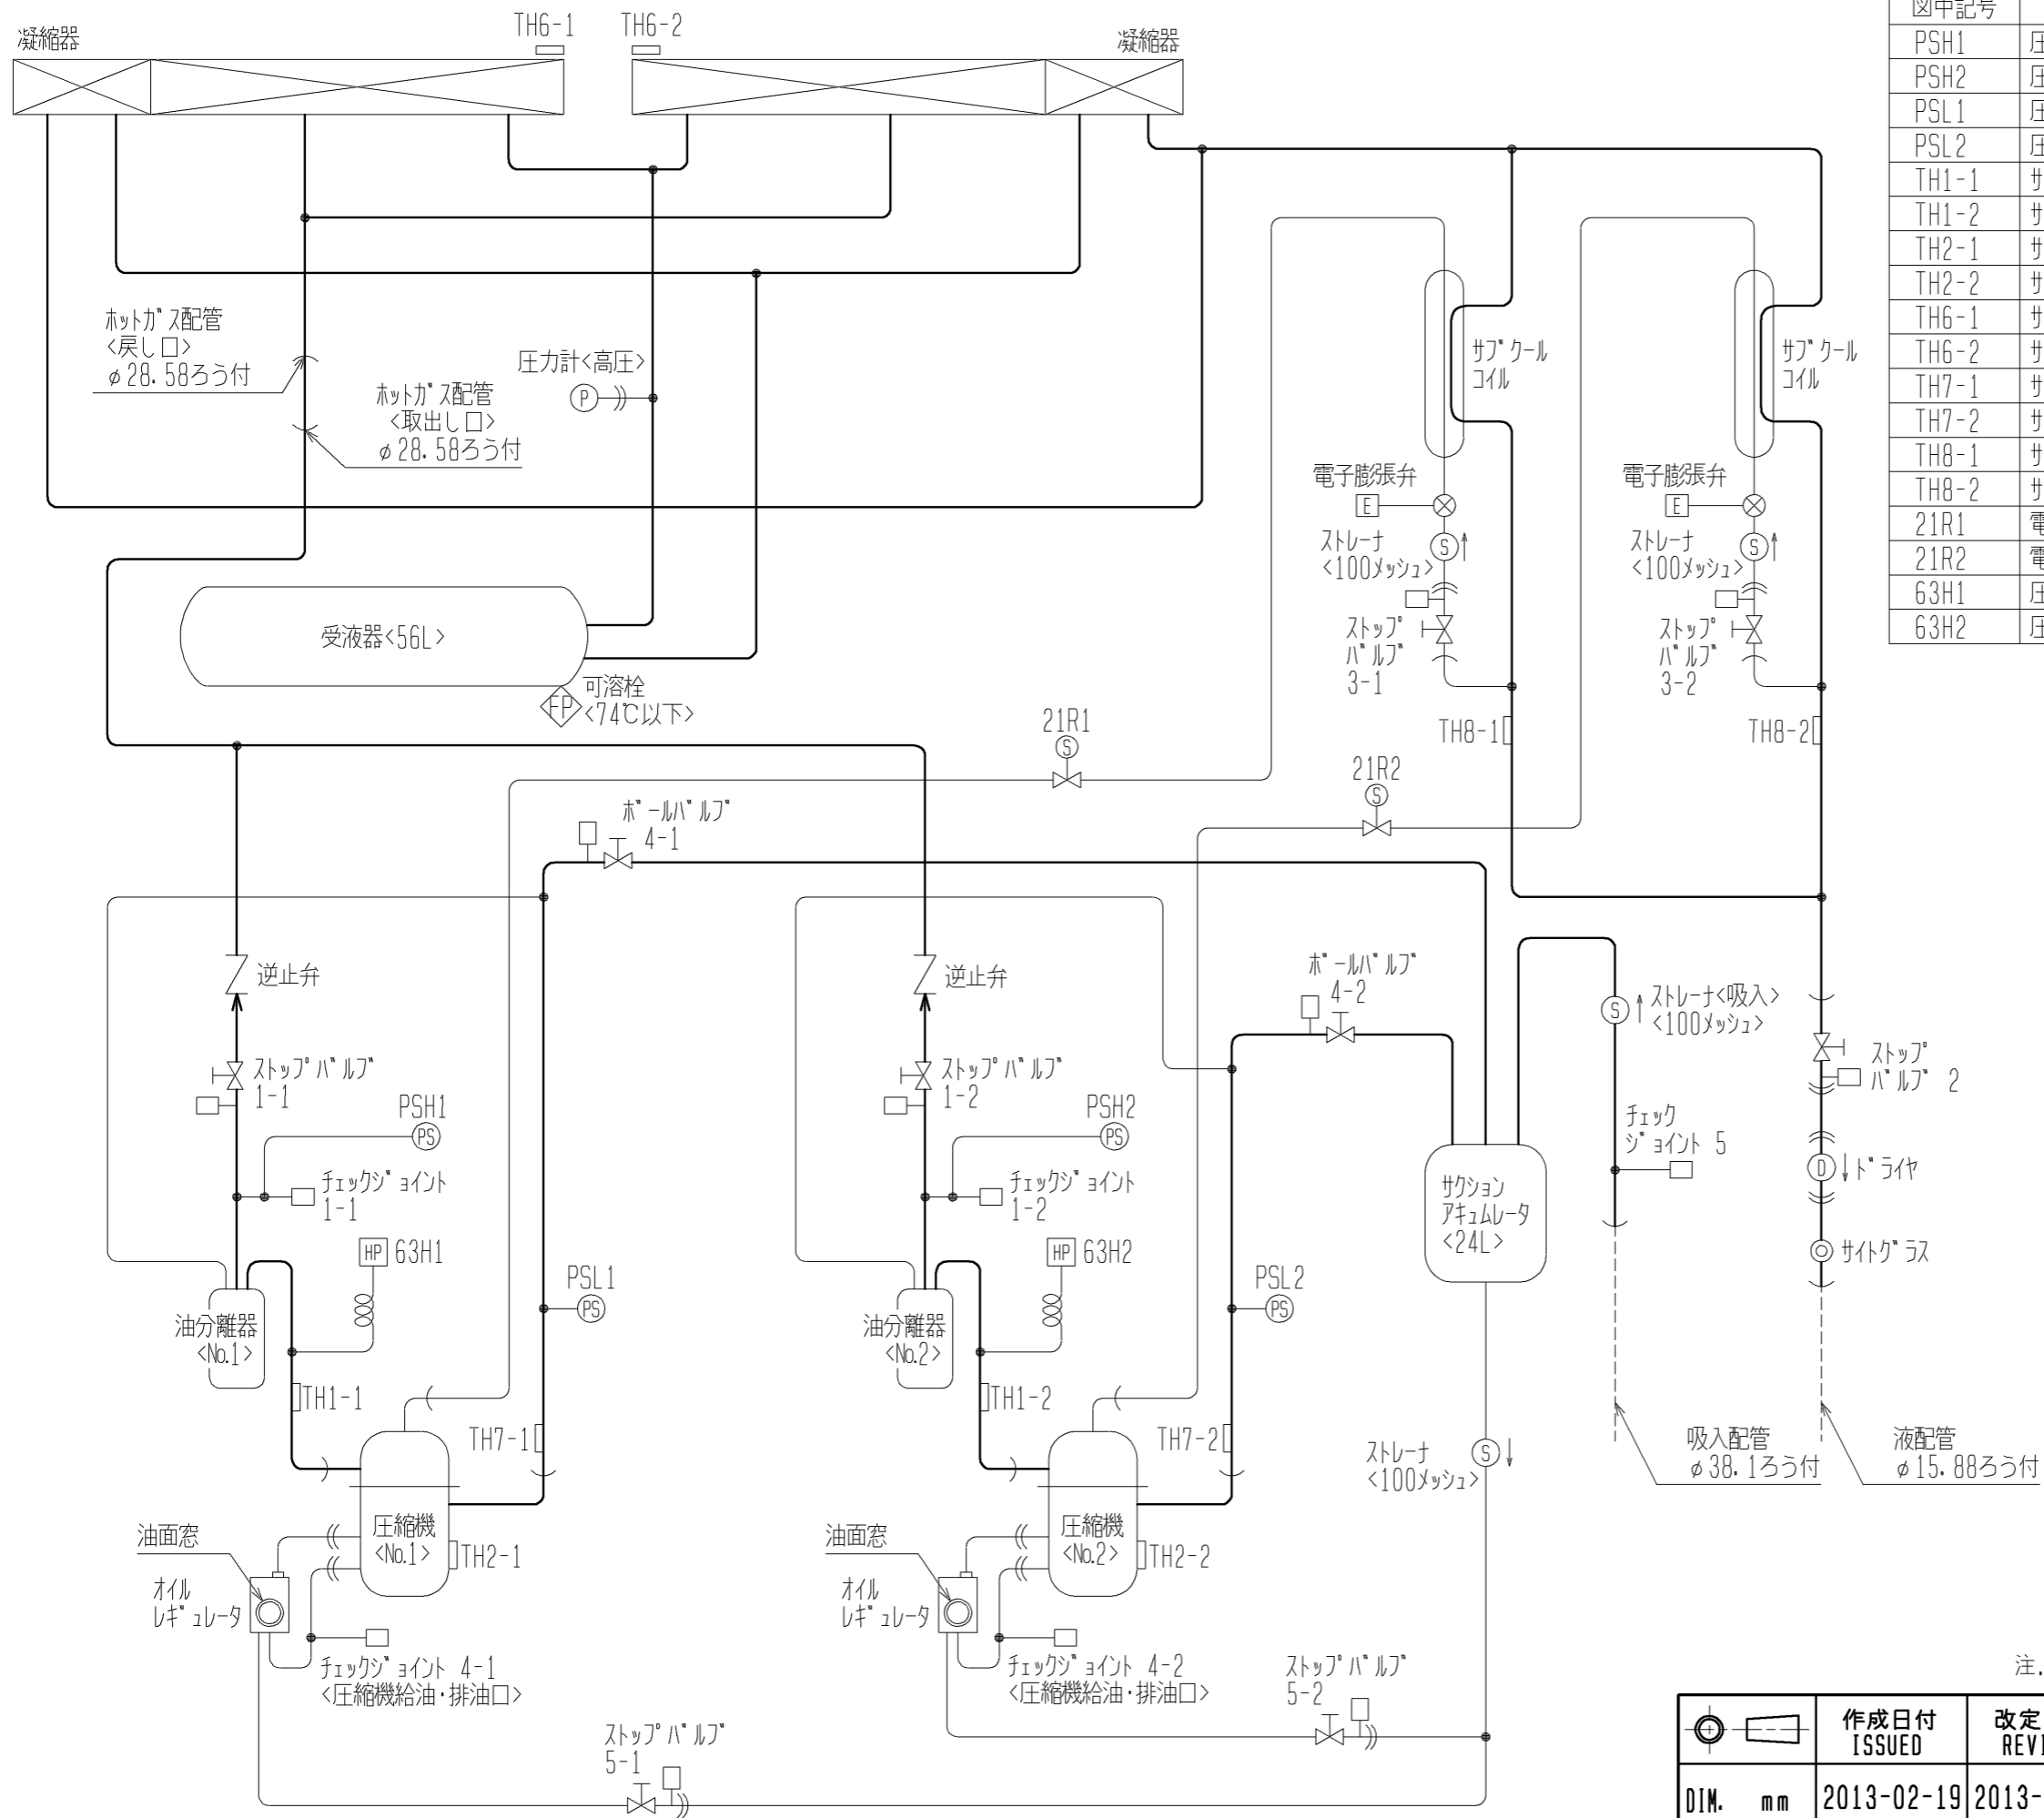 凝縮器
TH6-1
TH6-2
凝縮器
図中記号
PSH1
PSH2
PSL1
PSL2
TH1-1
TH1-2
TH2-1
TH2-2
TH6-1
TH6-2
TH7-1
TH7-2
TH8-1
TH8-2
21R1 電
21R2 電
63H1
63H2
ホットガス配管
<戻し口>
φ28.58ろう付
ホットガス配管
<取出し口>
φ28.58ろう付
圧力計<高圧>
P
サブクール
コイル
サブクール
コイル
電子膨張弁
E
ストレーナ
<100メッシュ>
S
ストップ
バルブ
3-1
電子膨張弁
E
ストレーナ
<100メッシュ>
S
ストップ
バルブ
3-2
受液器<56L>
FP
可溶栓
<74℃以下>
TH8-1
TH8-2
21R1
S
21R2
S
ボールバルブ
4-1
逆止弁
逆止弁
ボールバルブ
4-2
S
ストレーナ<吸入>
<100メッシュ>
ストップバルブ
1-1
ストップバルブ
1-2
ストップ
バルブ 2
PSH1
PS
PSH2
PS
チェック
ジョイント 5
D
ドライヤ
チェックジョイント
1-1
チェックジョイント
1-2
サクション
アキュムレータ
<24L>
サイトグラス
HP 63H1
HP 63H2
PSL1
PS
PSL2
PS
油分離器
<No.1>
油分離器
<No.2>
TH1-1
TH1-2
TH7-1
TH7-2
ストレーナ
<100メッシュ>
S
吸入配管
φ38.1ろう付
液配管
φ15.88ろう付
圧縮機
<No.1>
TH2-1
圧縮機
<No.2>
TH2-2
油面窓
油面窓
オイル
レギュレータ
オイル
レギュレータ
チェックジョイント 4-1
<圧縮機給油・排油口>
チェックジョイント 4-2
<圧縮機給油・排油口>
ストップバルブ
5-2
ストップバルブ
5-1
注.
作成日付
ISSUED
改定
DIM. mm
2013-02-19
2013-